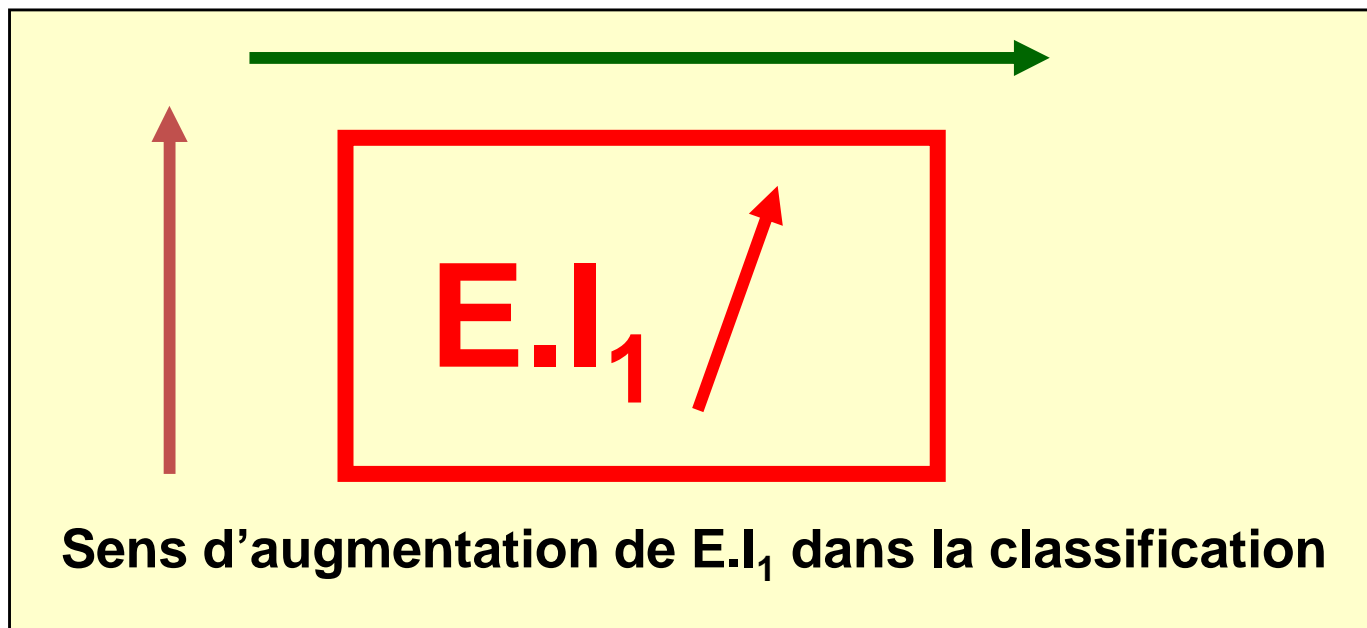 E.I₁
Sens d’augmentation de E.I₁ dans la classification